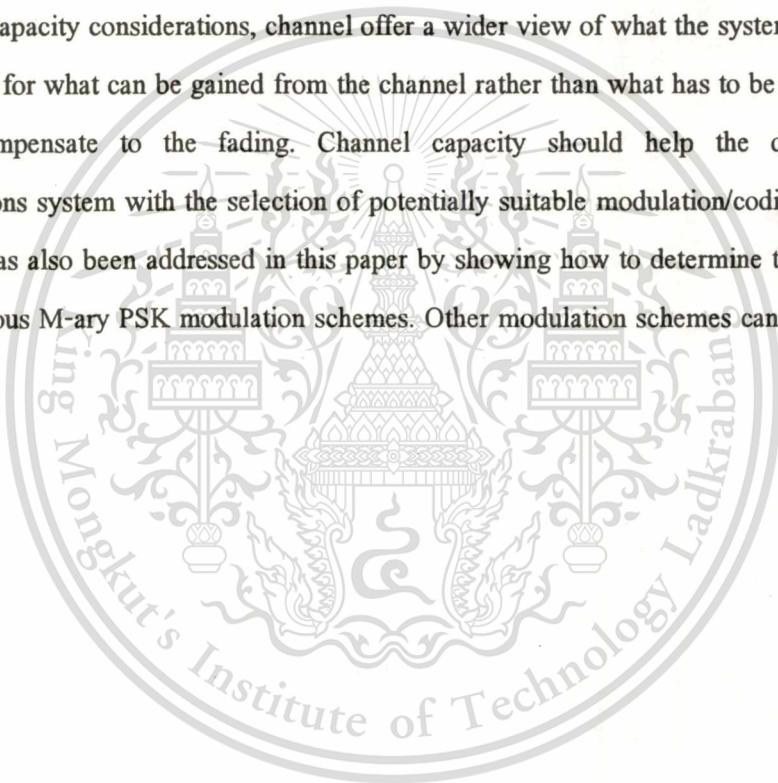 apacity considerations, channel offer a wider view of what the system
for what can be gained from the channel rather than what has to be
mpensate to the fading. Channel capacity should help the
ons system with the selection of potentially suitable modulation/codi
as also been addressed in this paper by showing how to determine t
ous M-ary PSK modulation schemes. Other modulation schemes can
King Mongkut's Institute of Technology Ladkrabang